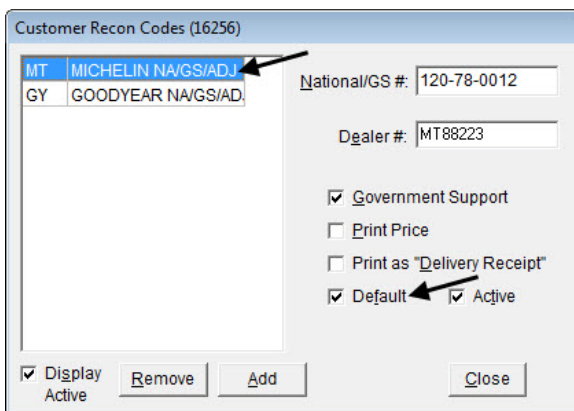 Customer Recon Codes (16256)
MT MICHELIN NA/GS/ADJ
GY GOODYEAR NA/GS/AD.
National/GS #: 120-78-0012
Dealer #: MT88223
Government Support
Print Price
Print as "Delivery Receipt"
Default Active
Display Active
Remove Add Close